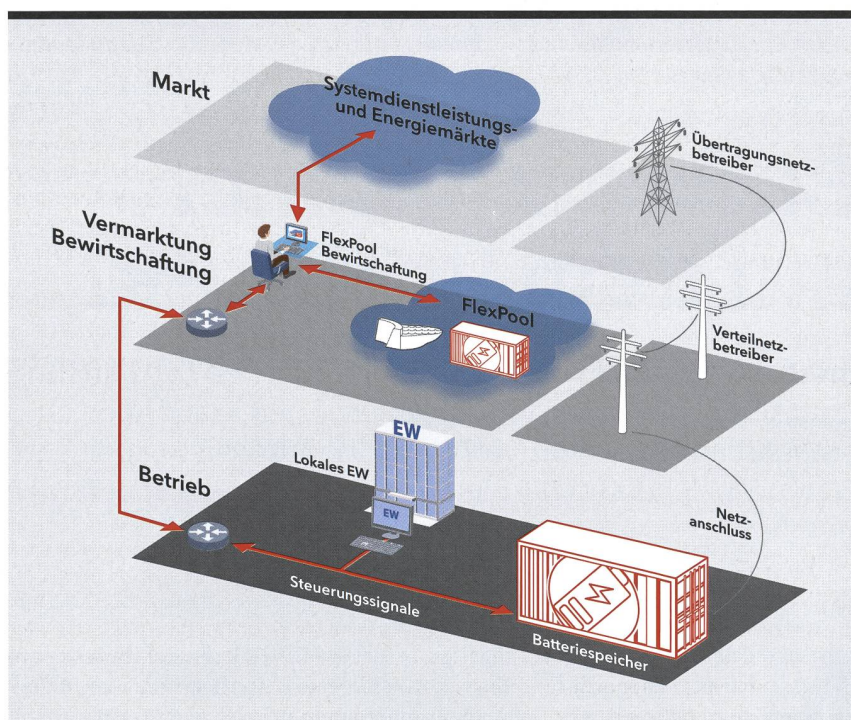 Markt
Systemdienstleistungs-
und Energiemärkte
Übertragungsnetz-
betreiber
Vermarktung
Bewirtschaftung
FlexPool
Bewirtschaftung
FlexPool
Verteilnetz-
betreiber
EW
Lokales EW
Betrieb
EW
Netz-
anschluss
Steuerungssignale
Batteriespeicher